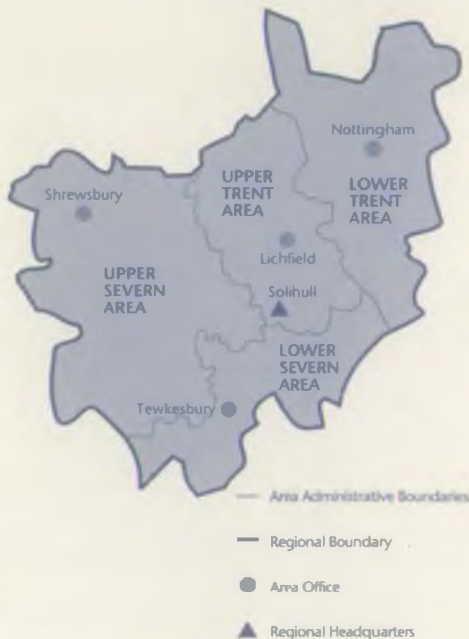 Nottingham
Shrewsbury
UPPER
TRENT
AREA
LOWER
TRENT
AREA
Lichfield
UPPER
SEVERN
AREA
Solihull
LOWER
SEVERN
AREA
Tewkesbury
Area Administrative Boundaries
Regional Boundary
Area Office
Regional Headquarters